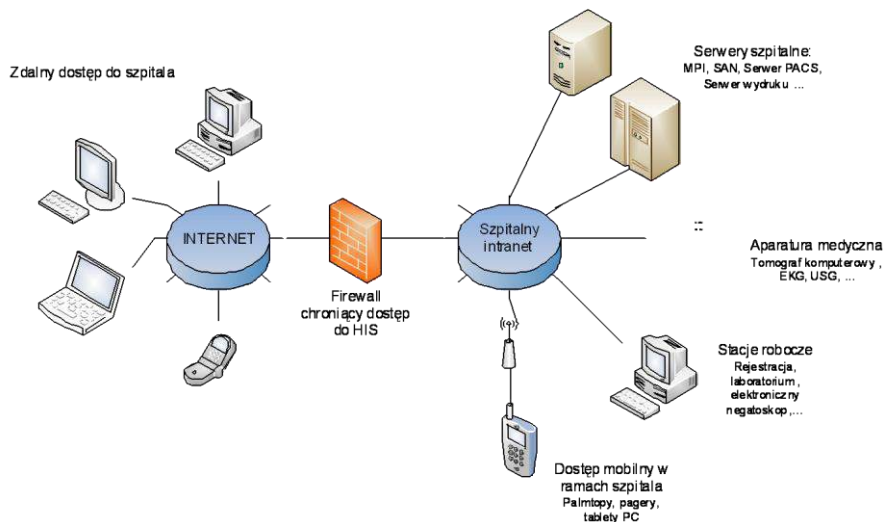 Zdalny dostęp do szpitala
Serwery szpitalne:
MPI, SAN, Serwer PACS,
Serwer wydruku ...
INTERNET
Firewall
chroniący dostęp
do HIS
Szpitalny
intranet
::
Aparatura medyczna
Tomograf komputerowy ,
EKG, USG, ...
Stacje robocze
Rejestracja,
laboratorium ,
elektroniczny
negatoskop,...
Dostęp mobilny w
ramach szpitala
Palmtopy, pagery,
tablety PC